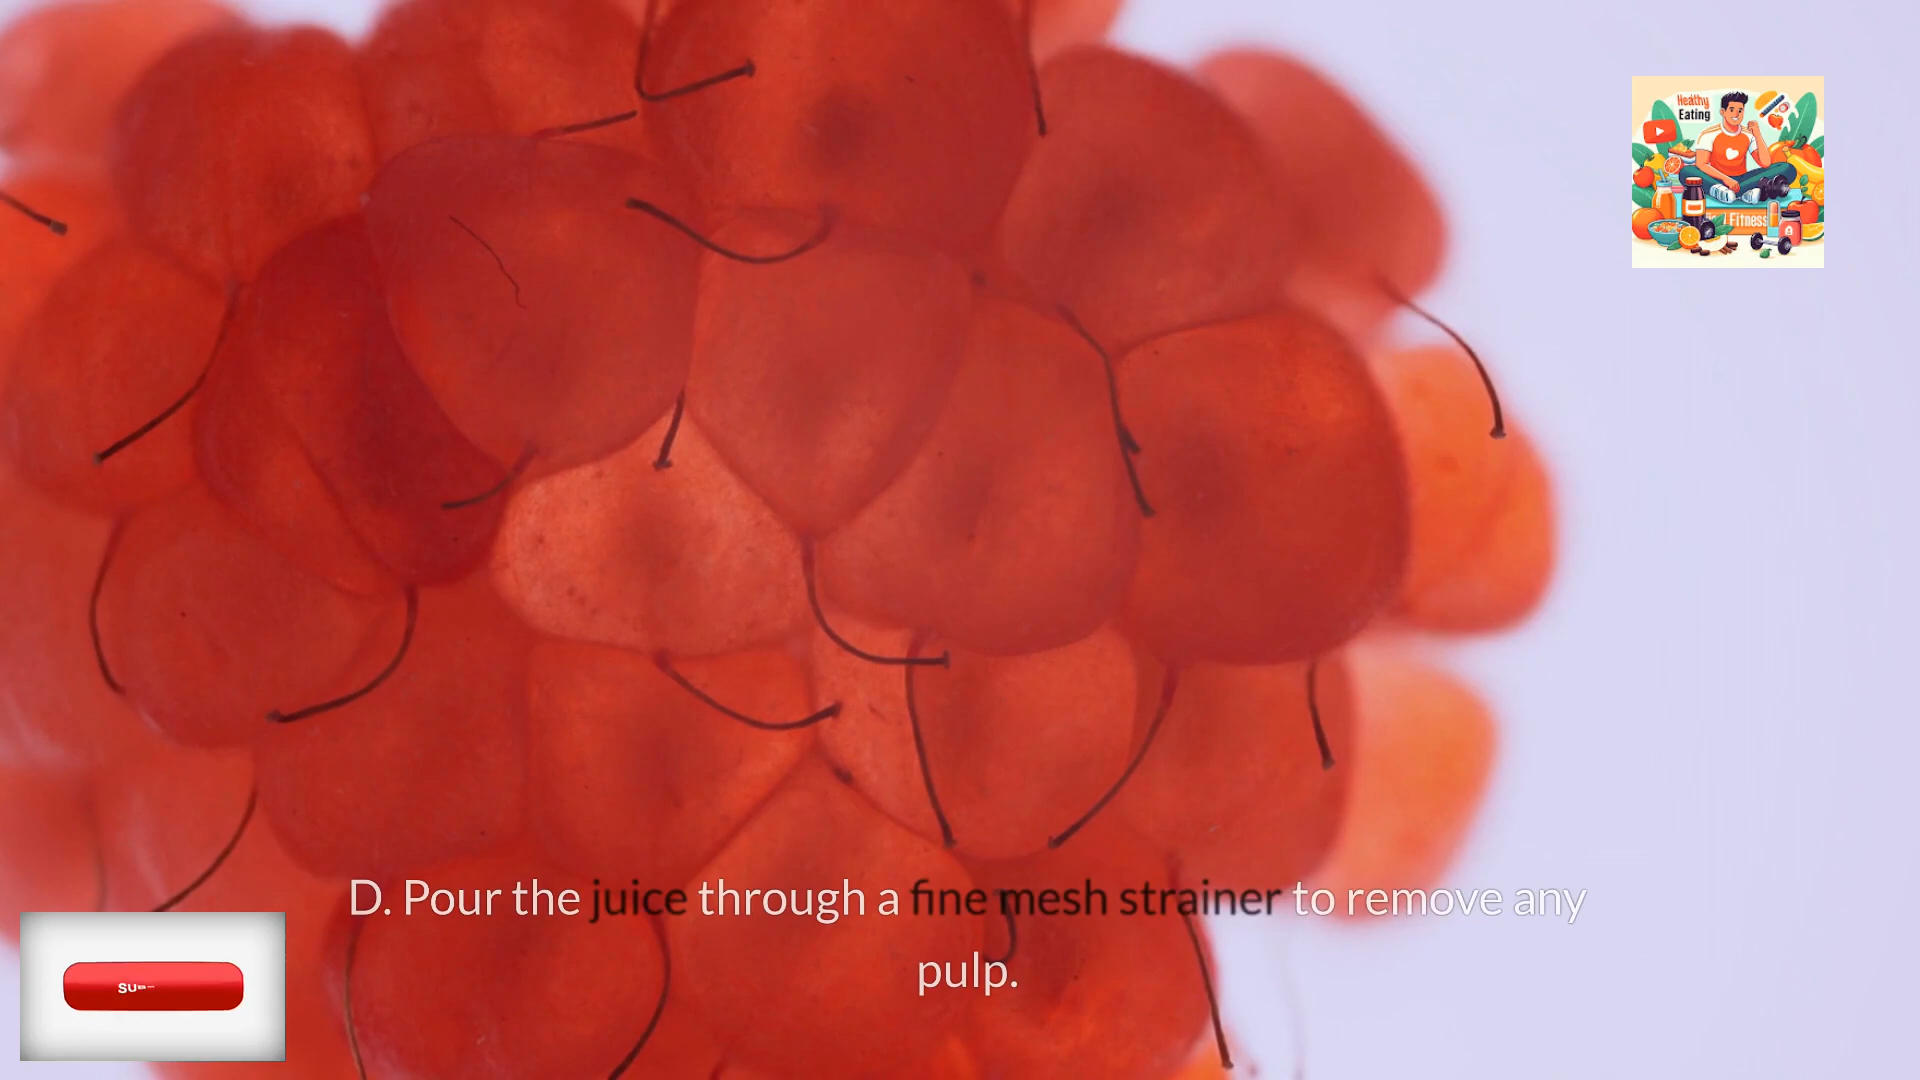 Healthy
Eating
Fitness
D. Pour the juice through a fine mesh strainer to remove any
pulp.